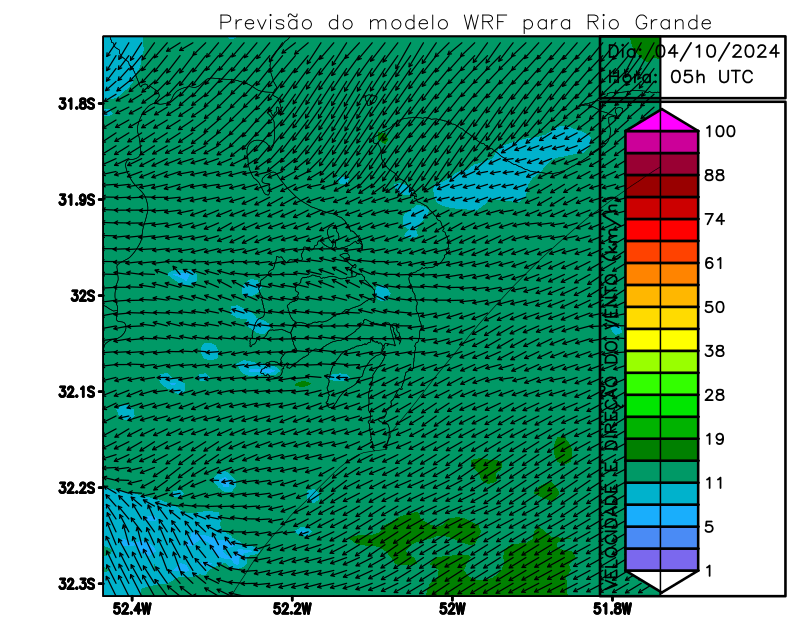 Previsão do modelo WRF para Rio Grande
Dia: 04/10/2024
Hora: 05h UTC
31.8S
31.9S
32S
32.1S
32.2S
32.3S
52.4W
52.2W
52W
51.8W
VELOCIDADE E DIREÇÃO DO VENTO (km/h)
100
88
74
61
50
38
28
19
11
5
1